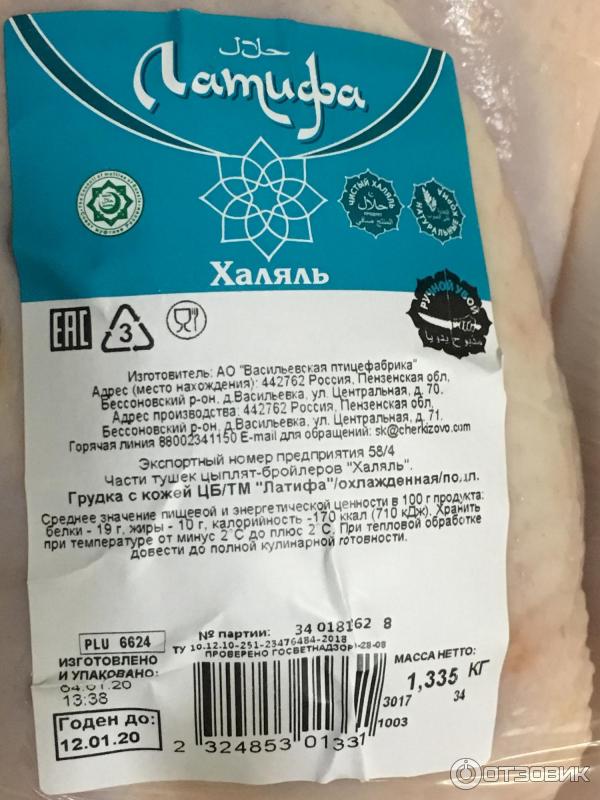 حلال
Латифа
ЧИСТЫЙ ХАЛЯЛЬ
حلال
НАТУРАЛЬНЫЕ КОРМА
Халяль
РУЧНОЙ УБОЙ
مذبوح يدويا
EAC
3
Изготовитель: АО "Васильевская птицефабрика"
Адрес (место нахождения): 442762 Россия, Пензенская обл,
Бессоновский р-он, д.Васильевка, ул. Центральная, д. 70.
Адрес производства: 442762 Россия, Пензенская обл,
Бессоновский р-он, д.Васильевка, ул. Центральная, д. 71.
Горячая линия 88002341150 E-mail для обращений: sk@cherkizovo.com
Экспортный номер предприятия 58/4
Части тушек цыплят-бройлеров "Халяль".
Грудка с кожей ЦБ/ТМ "Латифа"/охлажденная/
Среднее значение пищевой и энергетической ценности в 100 г продукта:
белки - 19 г, жиры - 10 г, калорийность -170 ккал (710 кДж). Хранить
при температуре от минус 2°С до плюс 2°С. При тепловой обработке
довести до полной кулинарной готовности.
PLU 6624
№ партии: 34 018162 8
ТУ 10.12.10-251-23476484-2018
ПРОВЕРЕНО ГОСВЕТНАДЗОР
ИЗГОТОВЛЕНО
И УПАКОВАНО:
04.01.20
13:38
Годен до:
12.01.20
МАССА НЕТТО:
1,335 КГ
3017 34
1003
2 324853 01331
ОТЗОВИК